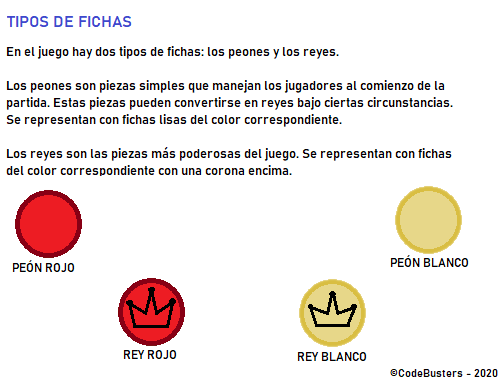 TIPOS DE FICHAS
En el juego hay dos tipos de fichas: los peones y los reyes.
Los peones son piezas simples que manejan los jugadores al comienzo de la
partida. Estas piezas pueden convertirse en reyes bajo ciertas circunstancias.
Se representan con fichas lisas del color correspondiente.
Los reyes son las piezas más poderosas del juego. Se representan con fichas
del color correspondiente con una corona encima.
PEÓN ROJO
PEÓN BLANCO
REY ROJO
REY BLANCO
©CodeBusters - 2020